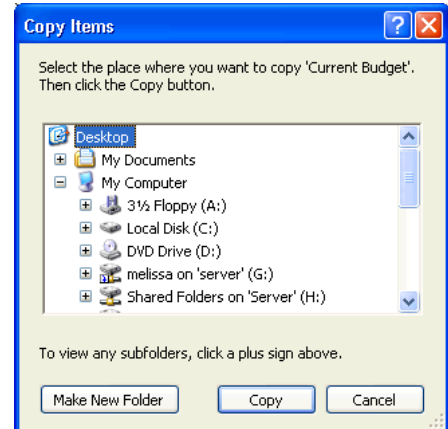 Copy Items
Select the place where you want to copy 'Current Budget'.
Then click the Copy button.
Desktop
My Documents
My Computer
3½ Floppy (A:)
Local Disk (C:)
DVD Drive (D:)
melissa on 'server' (G:)
Shared Folders on 'Server' (H:)
To view any subfolders, click a plus sign above.
Make New Folder Copy Cancel